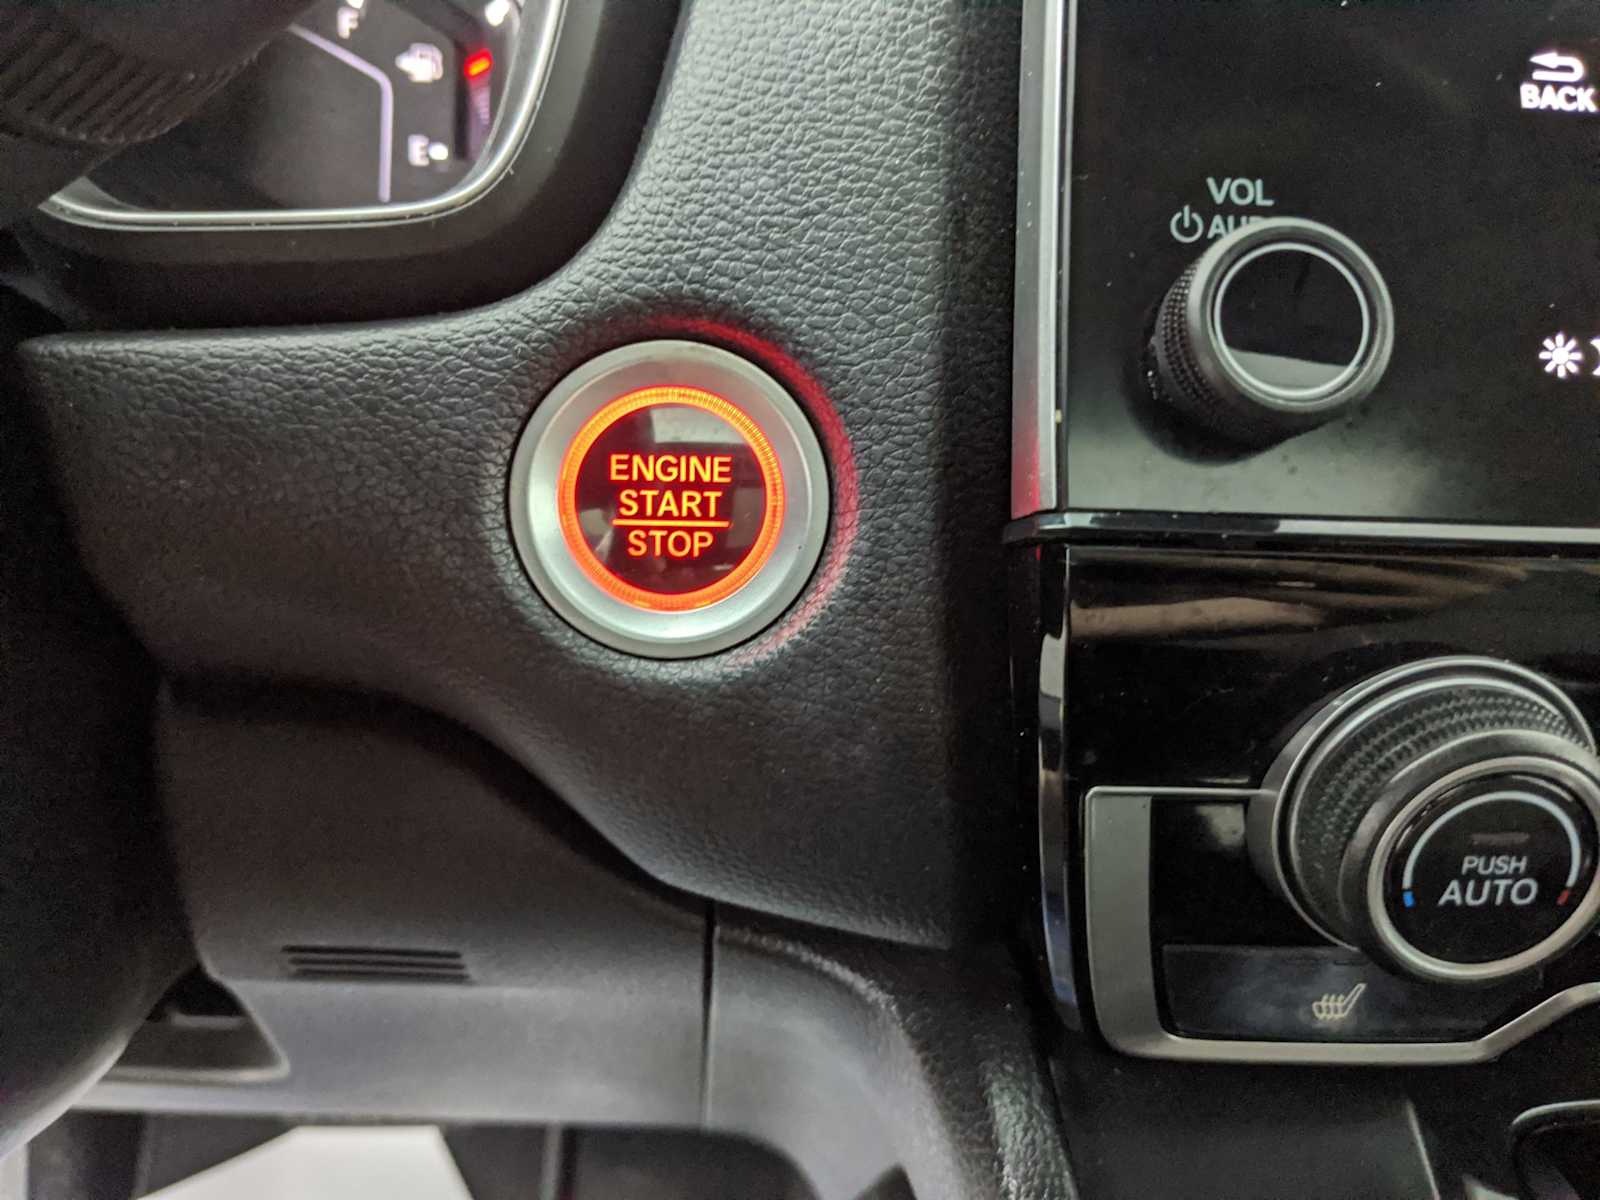 F
E
BACK
VOL
ENGINE
START
STOP
PUSH
AUTO